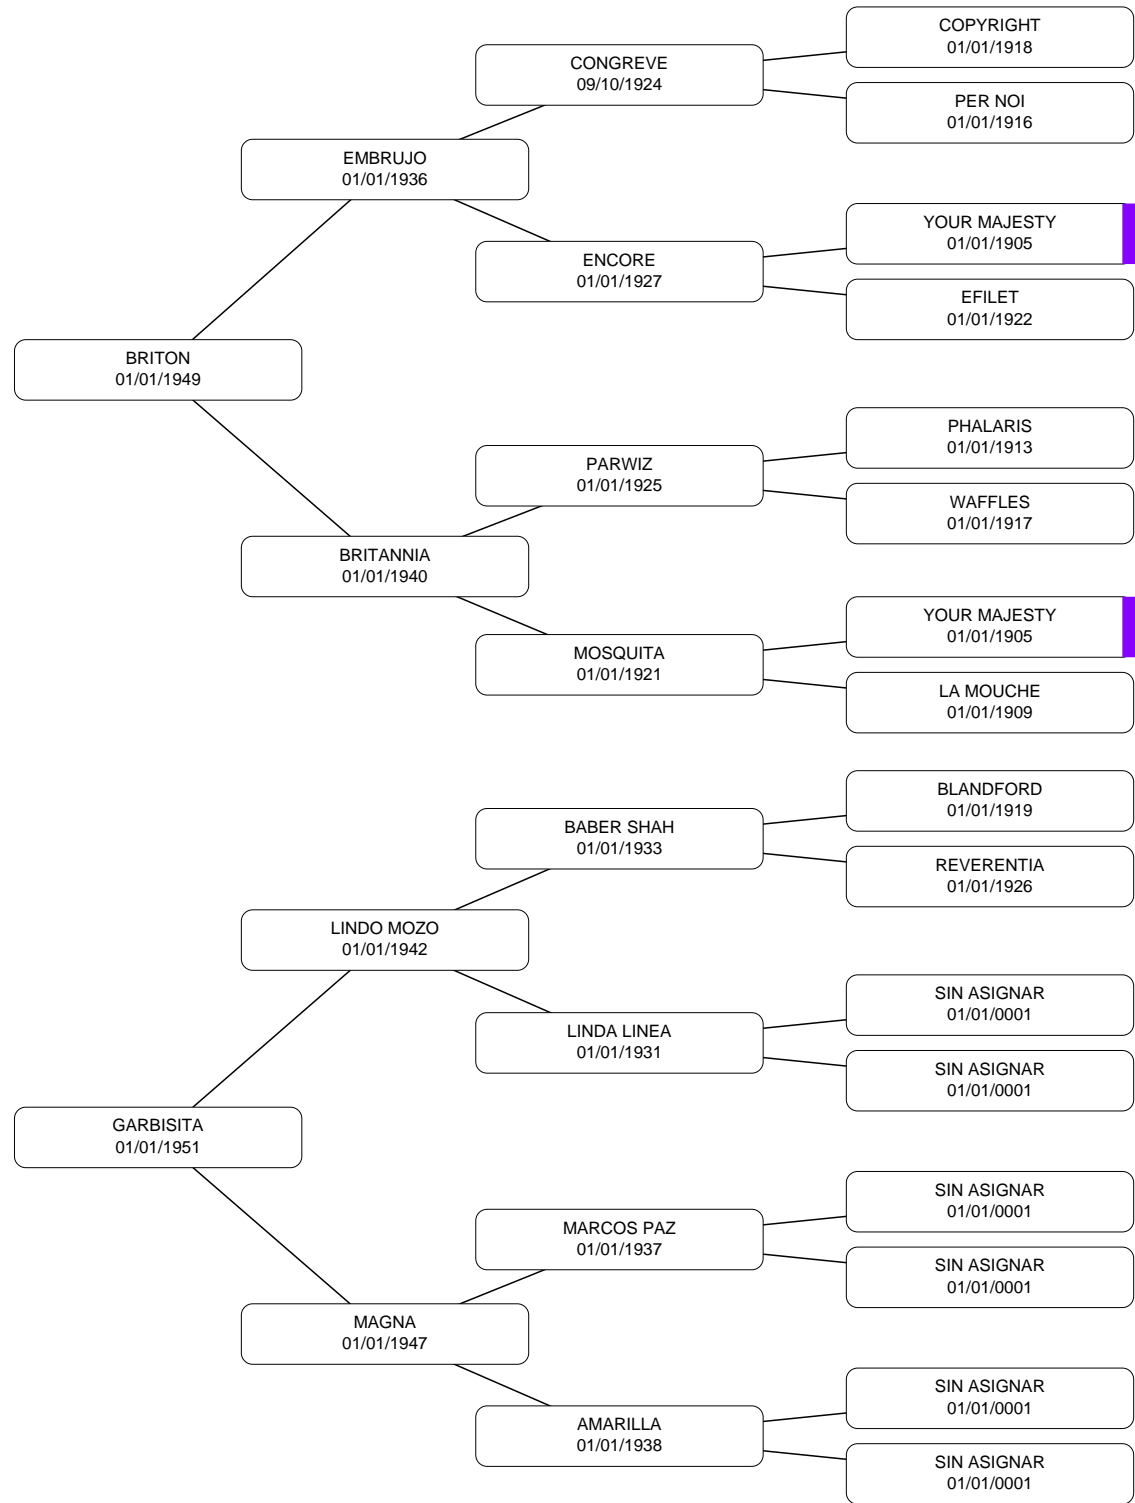 COPYRIGHT
01/01/1918
CONGREVE
09/10/1924
PER NOI
01/01/1916
EMBRUJO
01/01/1936
YOUR MAJESTY
01/01/1905
ENCORE
01/01/1927
EFILET
01/01/1922
BRITON
01/01/1949
PHALARIS
01/01/1913
PARWIZ
01/01/1925
WAFFLES
01/01/1917
BRITANNIA
01/01/1940
YOUR MAJESTY
01/01/1905
MOSQUITA
01/01/1921
LA MOUCHE
01/01/1909
BLANDFORD
01/01/1919
BABER SHAH
01/01/1933
REVERENTIA
01/01/1926
LINDO MOZO
01/01/1942
SIN ASIGNAR
01/01/0001
LINDA LINEA
01/01/1931
SIN ASIGNAR
01/01/0001
GARBISITA
01/01/1951
SIN ASIGNAR
01/01/0001
MARCOS PAZ
01/01/1937
SIN ASIGNAR
01/01/0001
MAGNA
01/01/1947
SIN ASIGNAR
01/01/0001
AMARILLA
01/01/1938
SIN ASIGNAR
01/01/0001